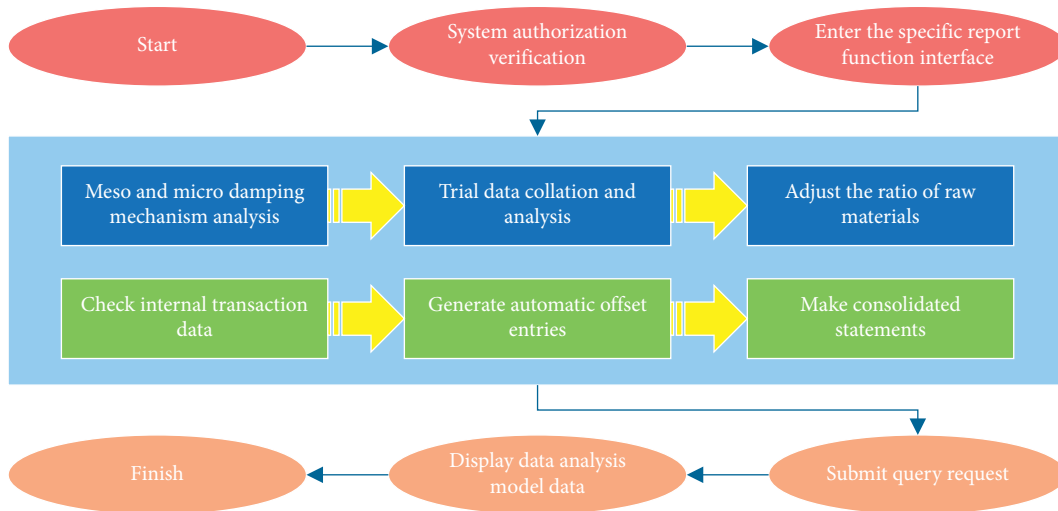 Start
System authorization
verification
Enter the specific report
function interface
Meso and micro damping
mechanism analysis
Trial data collation and
analysis
Adjust the ratio of raw
materials
Check internal transaction
data
Generate automatic offset
entries
Make consolidated
statements
Finish
Display data analysis
model data
Submit query request